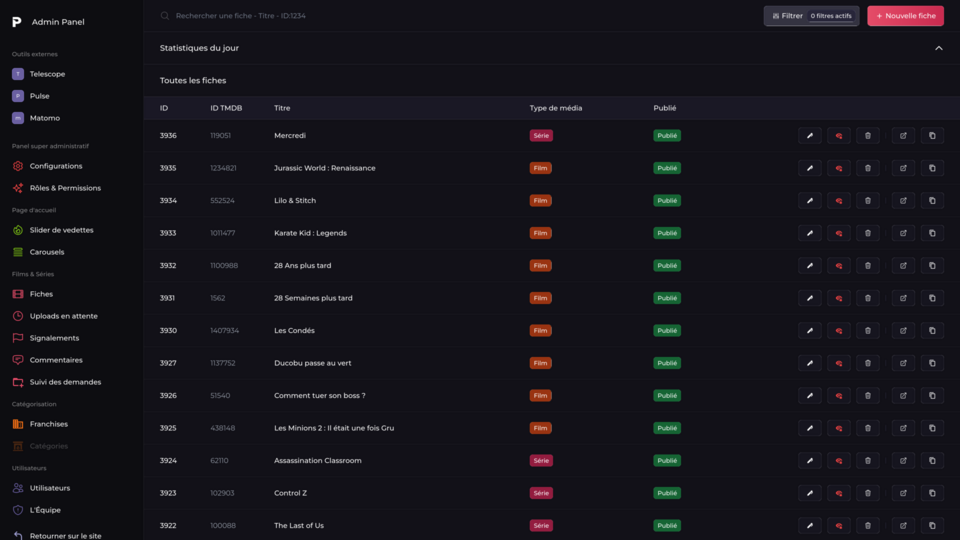 P Admin Panel
Outils externes
T Telescope
P Pulse
m Matomo
Panel super administratif
Configurations
Rôles & Permissions
Page d'accueil
Slider de vedettes
Carousels
Films & Séries
Fiches
Uploads en attente
Signalements
Commentaires
Suivi des demandes
Catégorisation
Franchises
Catégories
Utilisateurs
Utilisateurs
L'Équipe
Retourner sur le site
Rechercher une fiche - Titre - ID:1234
Filtrer 0 filtres actifs
+ Nouvelle fiche
Statistiques du jour
Toutes les fiches
ID ID TMDB Titre Type de média Publié
3936 119051 Mercredi Série Publié
3935 1234821 Jurassic World : Renaissance Film Publié
3934 552524 Lilo & Stitch Film Publié
3933 1011477 Karate Kid : Legends Film Publié
3932 1100988 28 Ans plus tard Film Publié
3931 1562 28 Semaines plus tard Film Publié
3930 1407934 Les Condés Film Publié
3927 1137752 Ducobu passe au vert Film Publié
3926 51540 Comment tuer son boss ? Film Publié
3925 438148 Les Minions 2 : Il était une fois Gru Film Publié
3924 62110 Assassination Classroom Série Publié
3923 102903 Control Z Série Publié
3922 100088 The Last of Us Série Publié